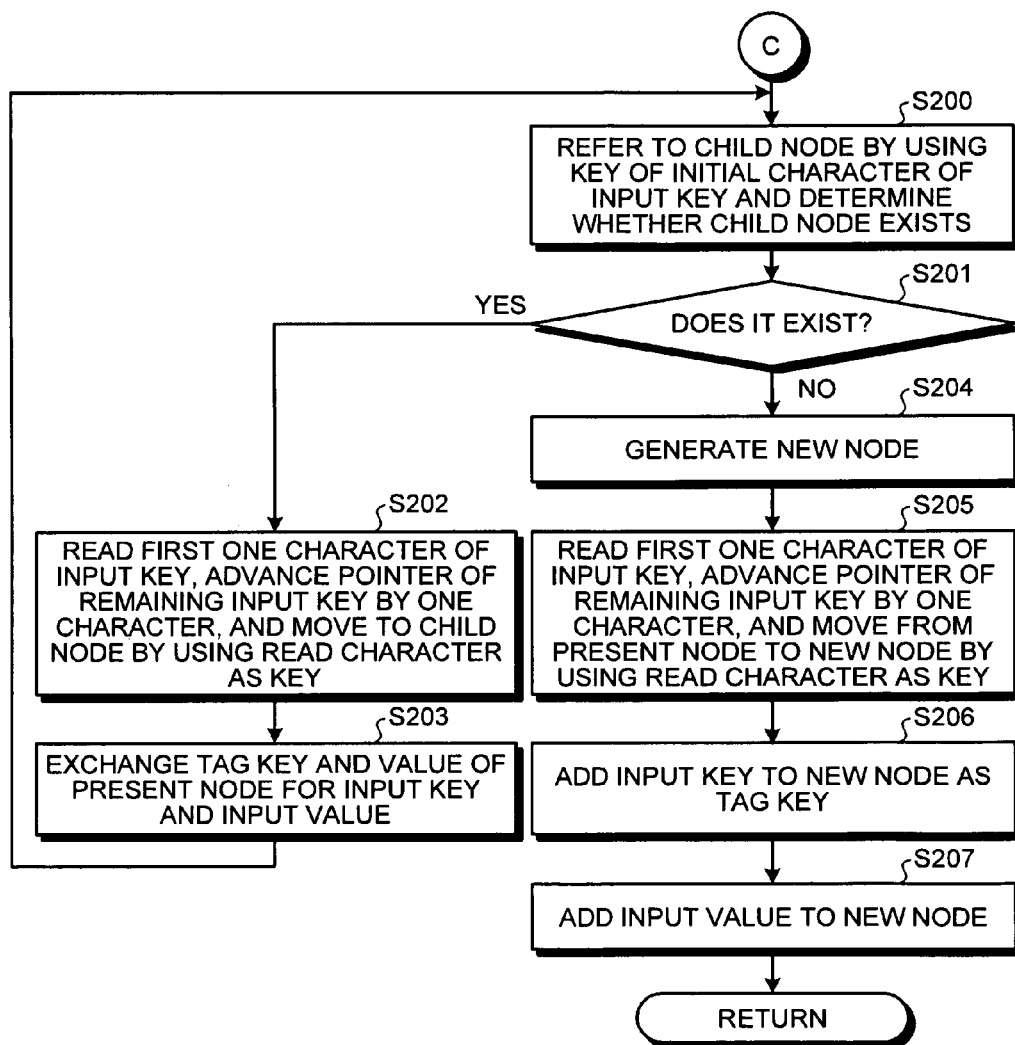 C
S200
REFER TO CHILD NODE BY USING
KEY OF INITIAL CHARACTER OF
INPUT KEY AND DETERMINE
WHETHER CHILD NODE EXISTS
S201
YES
DOES IT EXIST?
NO
S204
GENERATE NEW NODE
S202
READ FIRST ONE CHARACTER OF
INPUT KEY, ADVANCE POINTER OF
REMAINING INPUT KEY BY ONE
CHARACTER, AND MOVE TO CHILD
NODE BY USING READ CHARACTER
AS KEY
S205
READ FIRST ONE CHARACTER OF
INPUT KEY, ADVANCE POINTER OF
REMAINING INPUT KEY BY ONE
CHARACTER, AND MOVE FROM
PRESENT NODE TO NEW NODE BY
USING READ CHARACTER AS KEY
S203
EXCHANGE TAG KEY AND VALUE OF
PRESENT NODE FOR INPUT KEY
AND INPUT VALUE
S206
ADD INPUT KEY TO NEW NODE AS
TAG KEY
S207
ADD INPUT VALUE TO NEW NODE
RETURN